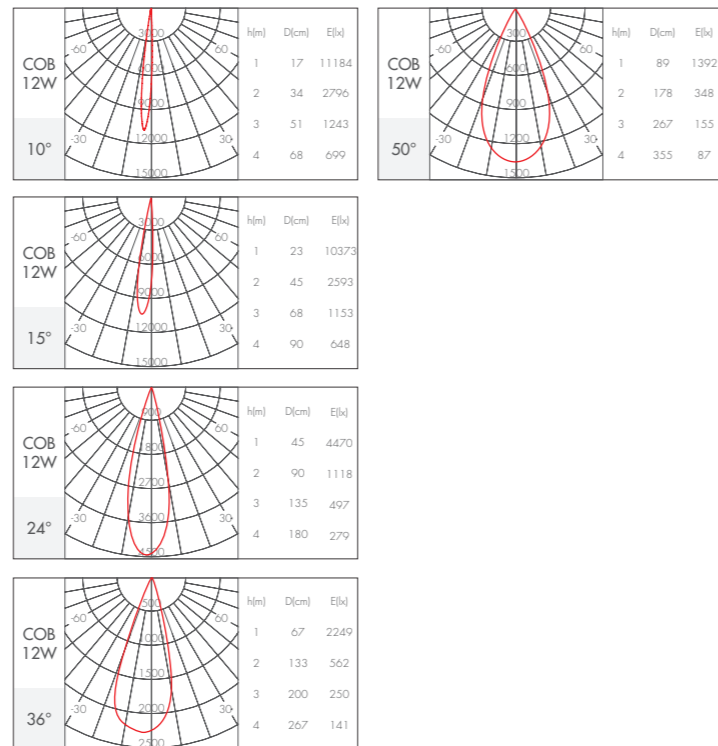 COB
12W
10°
3000
6000
9000
12000
15000
-60
60
-30
30
h(m) D(cm) E(lx)
1 17 11184
2 34 2796
3 51 1243
4 68 699
COB
12W
50°
300
600
900
1200
1500
-60
60
-30
30
h(m) D(cm) E(lx)
1 89 1392
2 178 348
3 267 155
4 355 87
COB
12W
15°
3000
6000
9000
12000
15000
-60
60
-30
30
h(m) D(cm) E(lx)
1 23 10373
2 45 2593
3 68 1153
4 90 648
COB
12W
24°
900
1800
2700
3600
4500
-60
60
-30
30
h(m) D(cm) E(lx)
1 45 4470
2 90 1118
3 135 497
4 180 279
COB
12W
36°
500
1000
1500
2000
2500
-60
60
-30
30
h(m) D(cm) E(lx)
1 67 2249
2 133 562
3 200 250
4 267 141